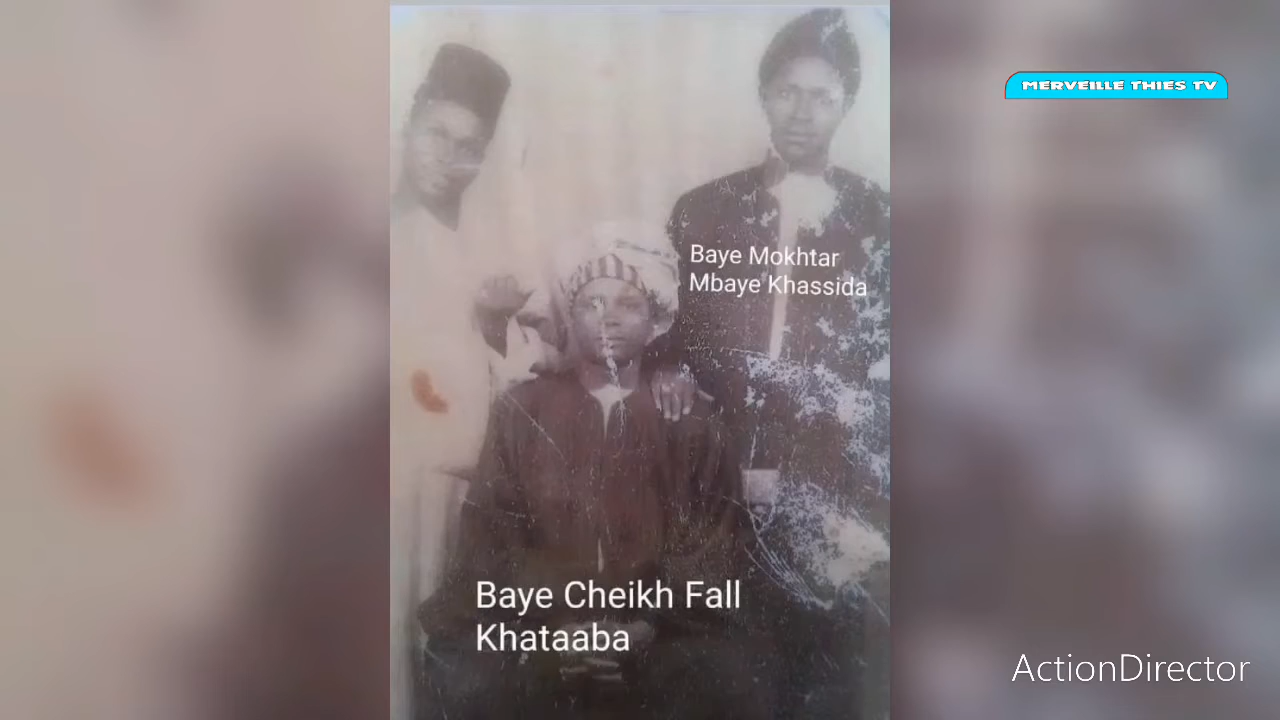 MERVEILLE THIES TV
Baye Mokhtar
Mbaye Khassida
Baye Cheikh Fall
Khataaba
ActionDirector